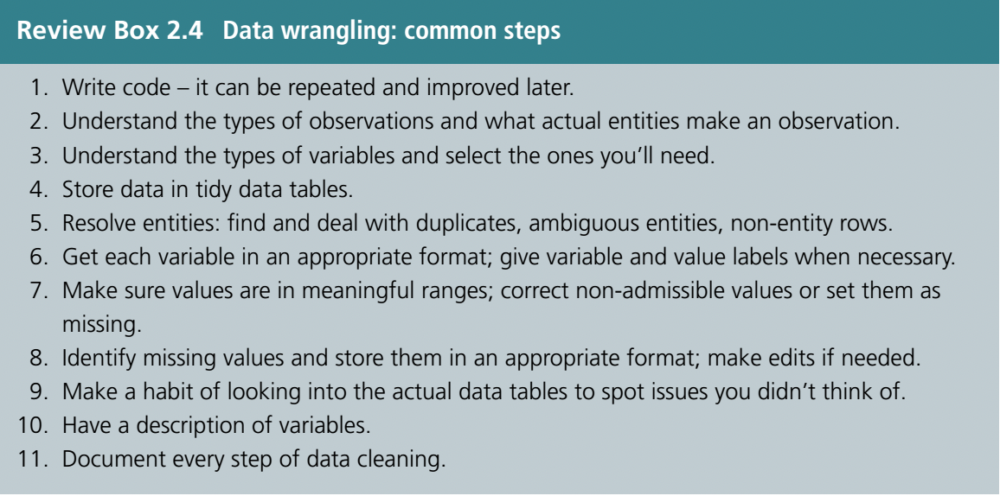 Review Box 2.4 Data wrangling: common steps
1. Write code – it can be repeated and improved later.
2. Understand the types of observations and what actual entities make an observation.
3. Understand the types of variables and select the ones you’ll need.
4. Store data in tidy data tables.
5. Resolve entities: find and deal with duplicates, ambiguous entities, non-entity rows.
6. Get each variable in an appropriate format; give variable and value labels when necessary.
7. Make sure values are in meaningful ranges; correct non-admissible values or set them as
missing.
8. Identify missing values and store them in an appropriate format; make edits if needed.
9. Make a habit of looking into the actual data tables to spot issues you didn’t think of.
10. Have a description of variables.
11. Document every step of data cleaning.